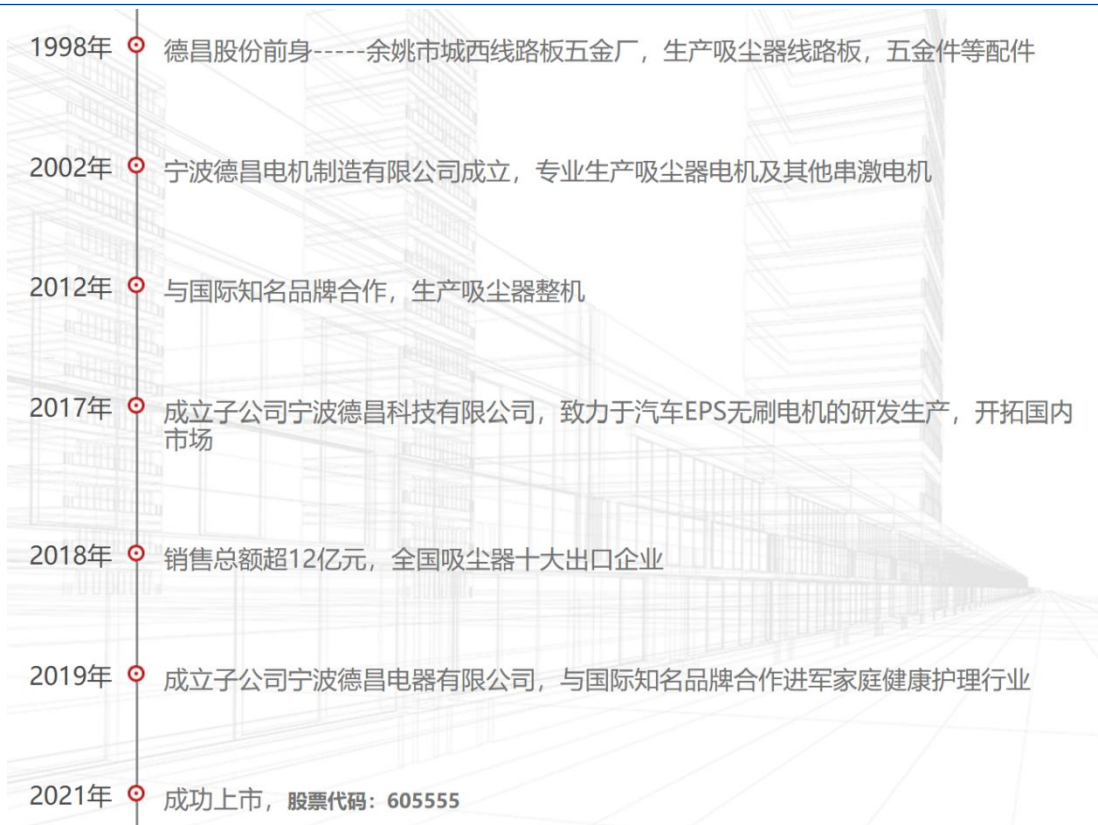 1998年 德昌股份前身-----余姚市城西线路板五金厂，生产吸尘器线路板，五金件等配件
2002年 宁波德昌电机制造有限公司成立，专业生产吸尘器电机及其他串激电机
2012年 与国际知名品牌合作，生产吸尘器整机
2017年 成立子公司宁波德昌科技有限公司，致力于汽车EPS无刷电机的研发生产，开拓国内
市场
2018年 销售总额超12亿元，全国吸尘器十大出口企业
2019年 成立子公司宁波德昌电器有限公司，与国际知名品牌合作进军家庭健康护理行业
2021年 成功上市，股票代码：605555